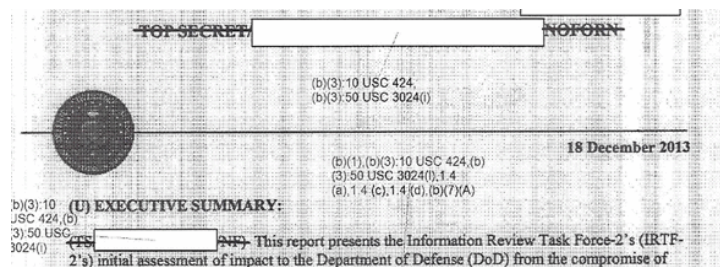 TOP SECRET/ NOFORN
(b)(3):10 USC 424,
(b)(3):50 USC 3024(i)
18 December 2013
(b)(1),(b)(3):10 USC 424,(b)
(3):50 USC 3024(i),1.4
(a),1.4 (c),1.4 (d),(b)(7)(A)
b)(3):10
USC 424,(b)
3):50 USC
3024(i)
(U) EXECUTIVE SUMMARY:
(TS /NF) This report presents the Information Review Task Force-2's (IRTF-
2's) initial assessment of impact to the Department of Defense (DoD) from the compromise of